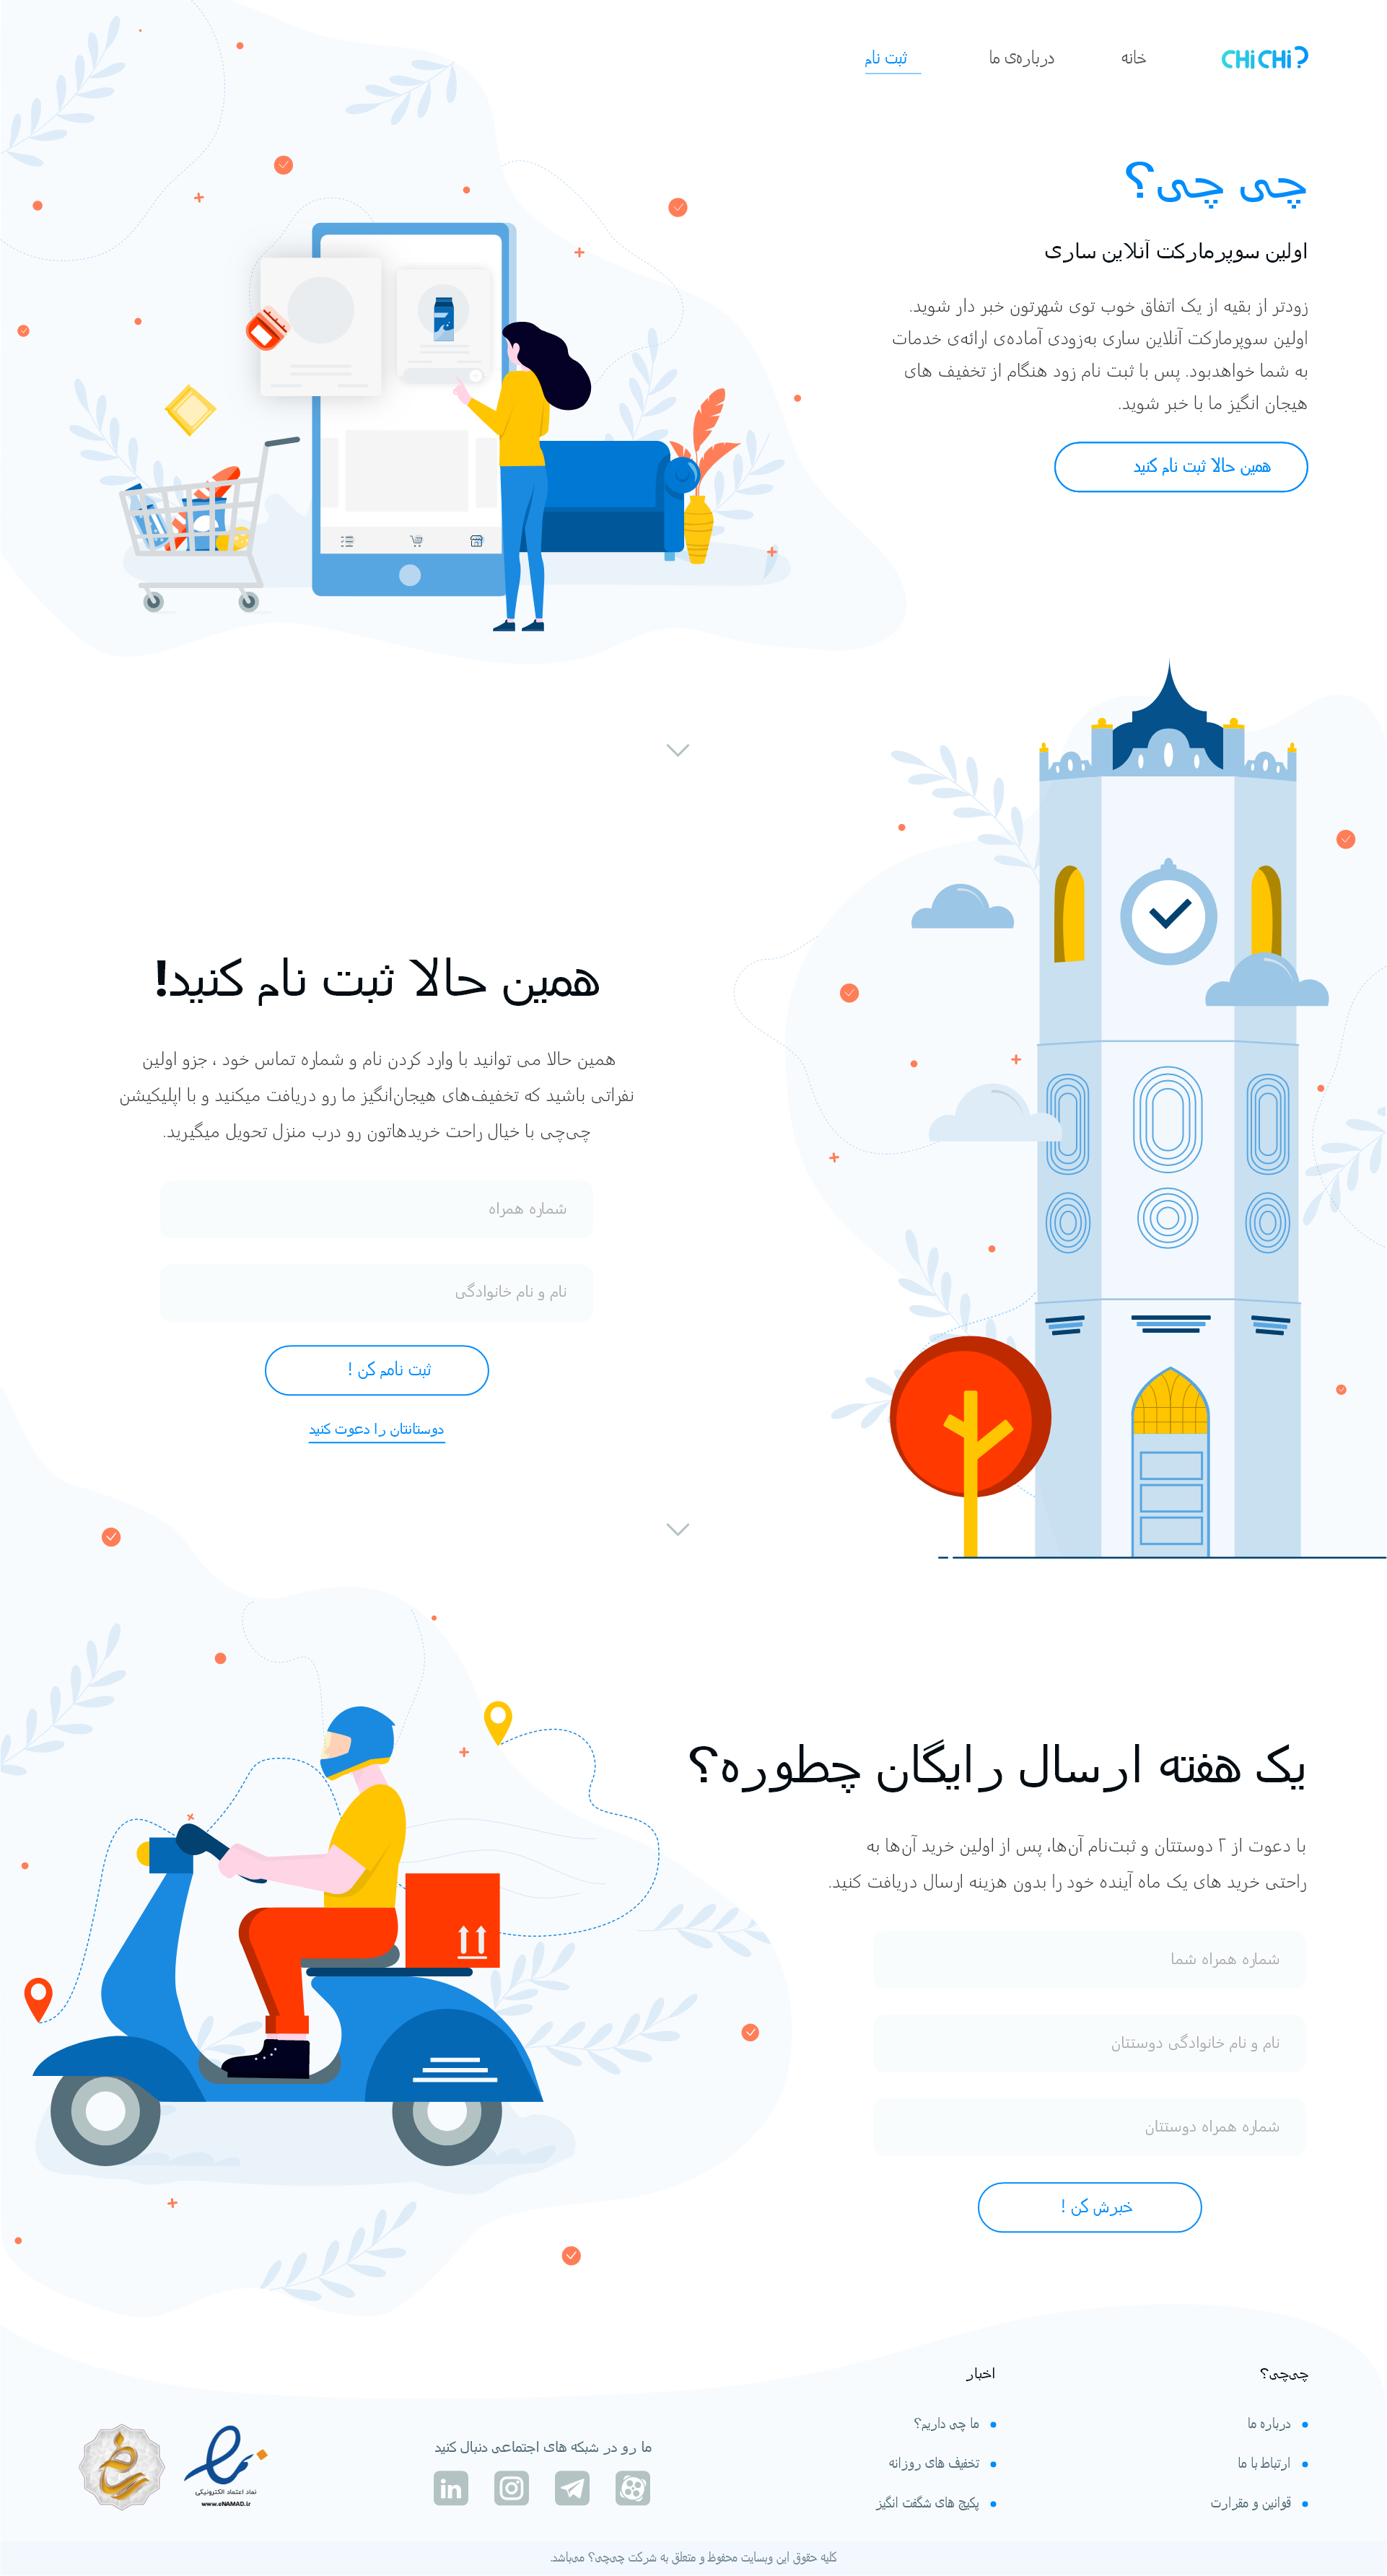 CHiCHi?
خانه
درباره‌ی ما
ثبت نام
چی چی؟
اولین سوپرمارکت آنلاین ساری
زودتر از بقیه از یک اتفاق خوب توی شهرتون خبر دار شوید.
اولین سوپرمارکت آنلاین ساری به‌زودی آماده‌ی ارائه‌ی خدمات
به شما خواهدبود. پس با ثبت نام زود هنگام از تخفیف های
هیجان انگیز ما با خبر شوید.
همین حالا ثبت نام کنید
همین حالا ثبت نام کنید!
همین حالا می توانید با وارد کردن نام و شماره تماس خود ، جزو اولین
نفراتی باشید که تخفیف‌های هیجان‌انگیز ما رو دریافت میکنید و با اپلیکیشن
چی‌چی با خیال راحت خریدهاتون رو درب منزل تحویل میگیرید.
شماره همراه
نام و نام خانوادگی
ثبت نامم کن !
دوستانتان را دعوت کنید
یک هفته ارسال رایگان چطوره؟
با دعوت از ۲ دوستتان و ثبت‌نام آن‌ها، پس از اولین خرید آن‌ها به
راحتی خرید های یک ماه آینده خود را بدون هزینه ارسال دریافت کنید.
شماره همراه شما
نام و نام خانوادگی دوستتان
شماره همراه دوستتان
خبرش کن !
چی‌چی؟
درباره ما
ارتباط با ما
قوانین و مقرارت
اخبار
ما چی داریم؟
تخفیف های روزانه
پکیج های شگفت انگیز
ما رو در شبکه های اجتماعی دنبال کنید
in
نماد اعتماد الکترونیکی
www.eNAMAD.ir
کلیه حقوق این وبسایت محفوظ و متعلق به شرکت چی‌چی؟ می‌باشد.